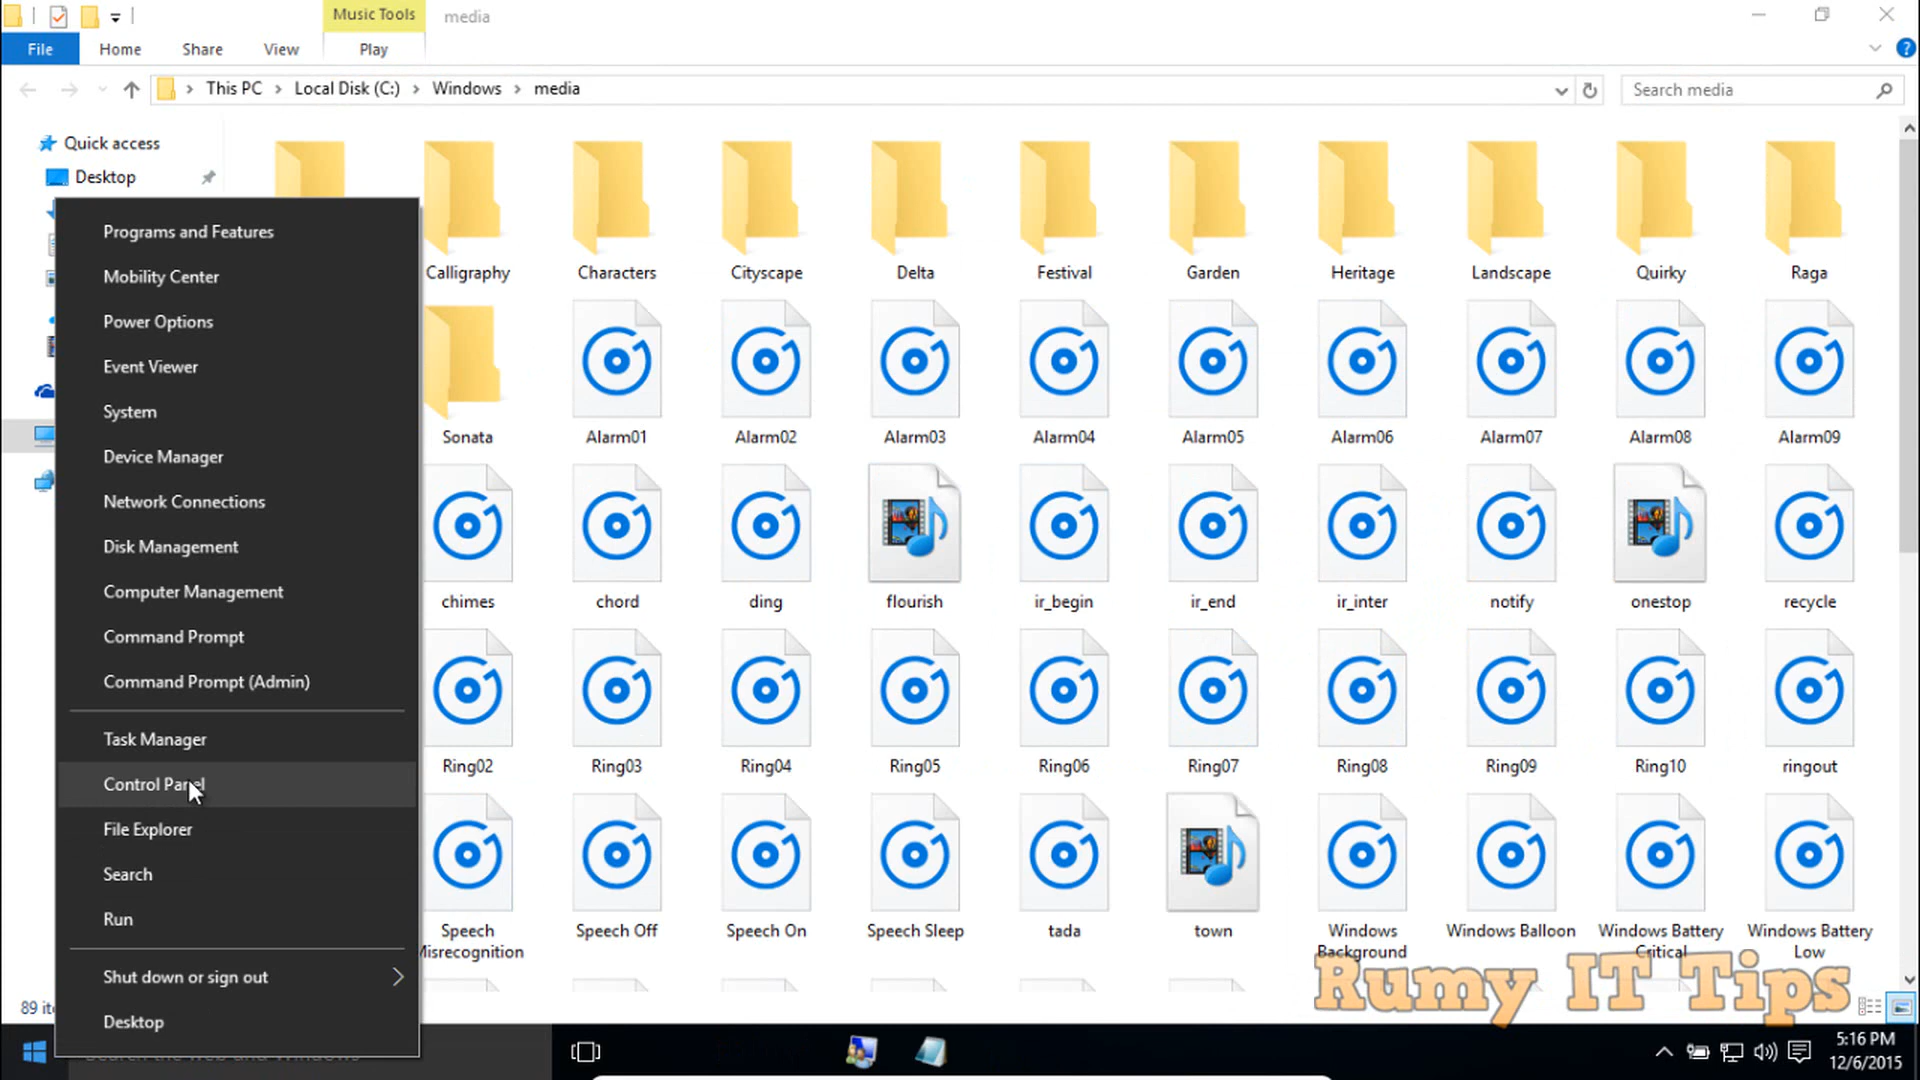 Music Tools
media
File
Home
Share
View
Play
This PC
Local Disk (C:)
Windows
media
Search media
Quick access
Desktop
Calligraphy
Characters
Cityscape
Delta
Festival
Garden
Heritage
Landscape
Quirky
Raga
Sonata
Alarm01
Alarm02
Alarm03
Alarm04
Alarm05
Alarm06
Alarm07
Alarm08
Alarm09
chimes
chord
ding
flourish
ir_begin
ir_end
ir_inter
notify
onestop
recycle
Ring02
Ring03
Ring04
Ring05
Ring06
Ring07
Ring08
Ring09
Ring10
ringout
Speech
Misrecognition
Speech Off
Speech On
Speech Sleep
tada
town
Windows
Background
Windows Balloon
Windows Battery
Critical
Windows Battery
Low
Programs and Features
Mobility Center
Power Options
Event Viewer
System
Device Manager
Network Connections
Disk Management
Computer Management
Command Prompt
Command Prompt (Admin)
Task Manager
Control Panel
File Explorer
Search
Run
Shut down or sign out
Desktop
89
Rumy IT Tips
5:16 PM
12/6/2015